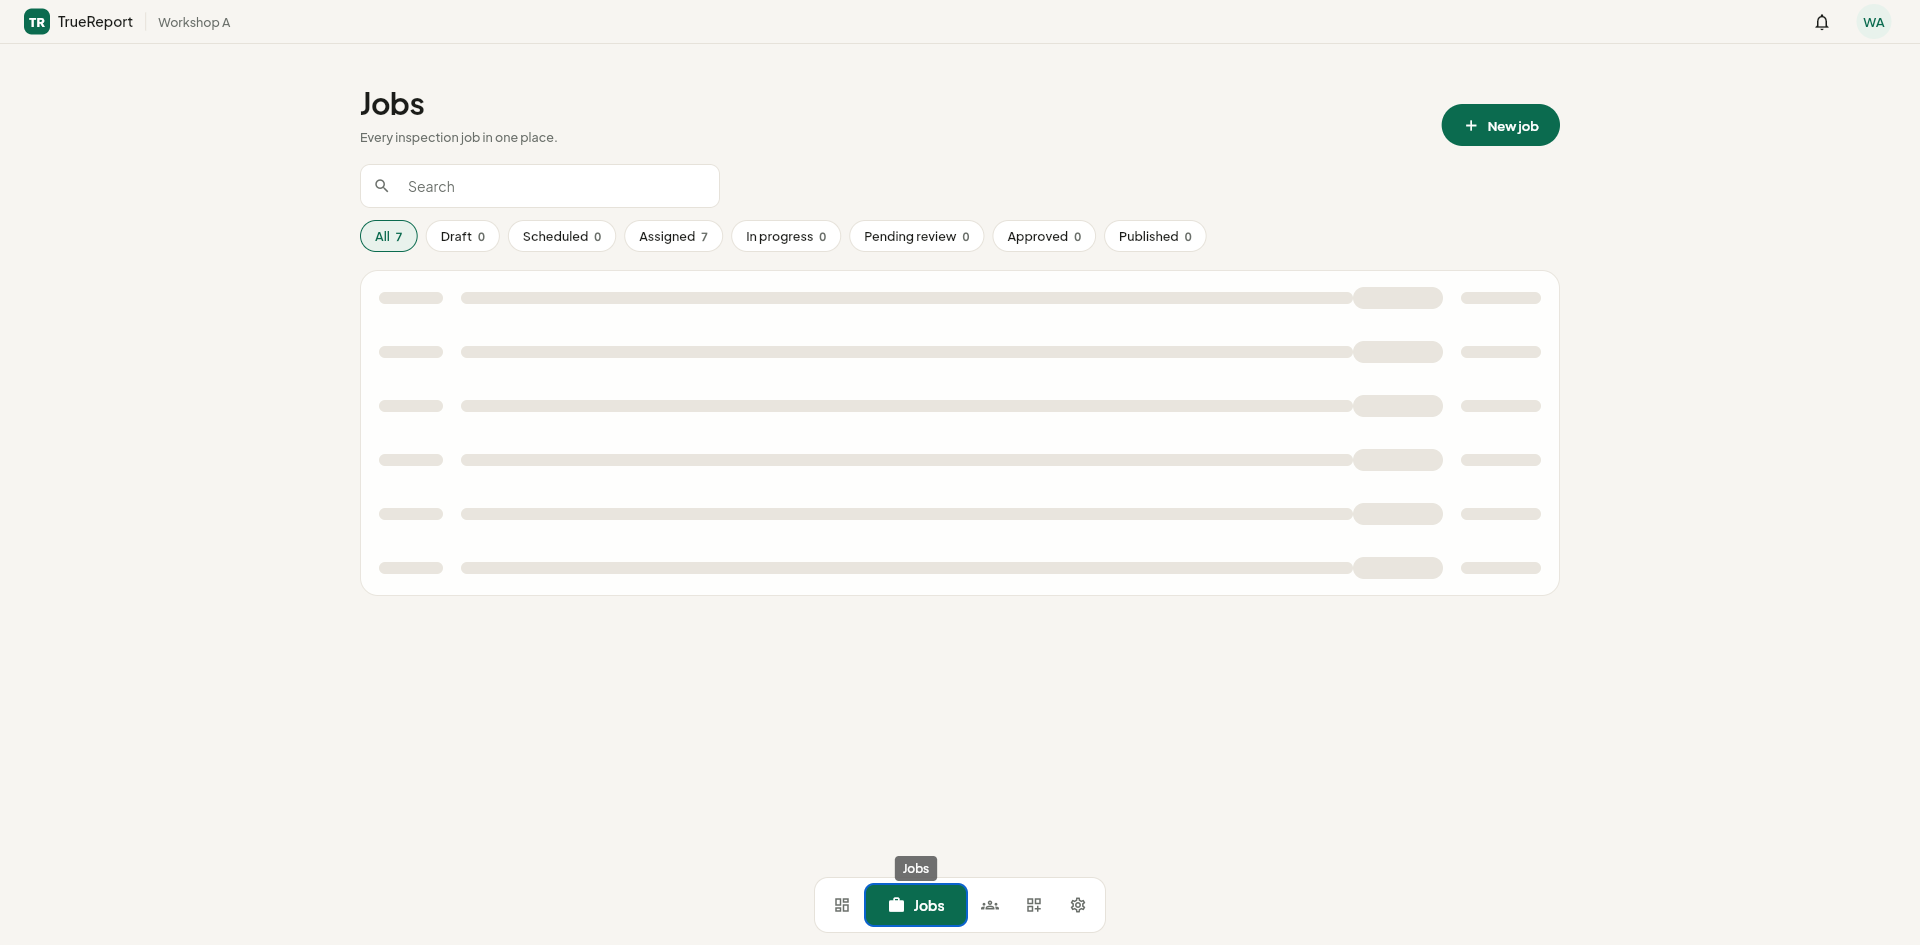 TR TrueReport Workshop A WA
Jobs
Every inspection job in one place.
+ New job
Search
All 7 Draft 0 Scheduled 0 Assigned 7 In progress 0 Pending review 0 Approved 0 Published 0
Jobs
Jobs